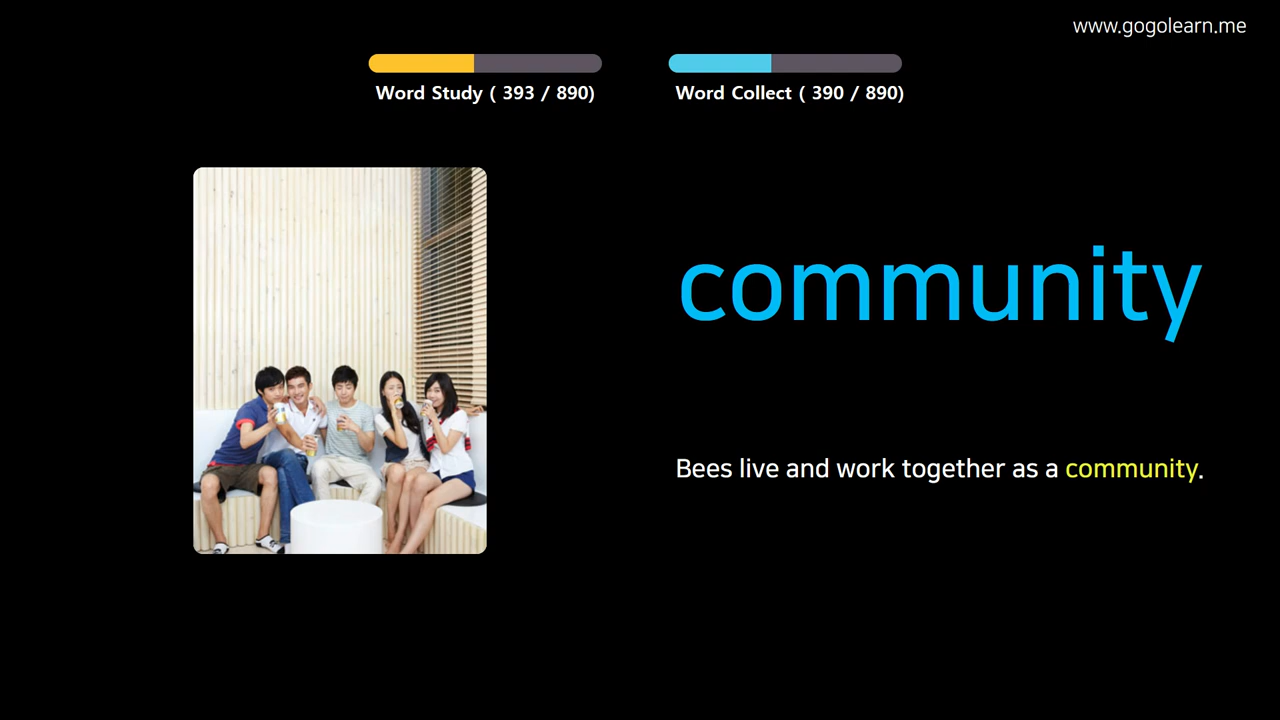 www.gogolearn.me
Word Study ( 393 / 890)
Word Collect ( 390 / 890)
community
Bees live and work together as a community.